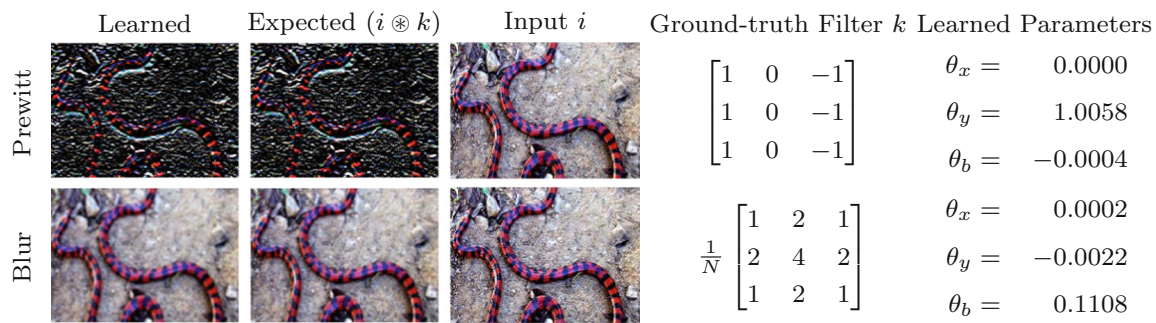 Learned Expected (i ⊛ k) Input i Ground-truth Filter k Learned Parameters
Prewitt
[1 0 −1
1 0 −1
1 0 −1]
θx = 0.0000
θy = 1.0058
θb = −0.0004
Blur
1/N [1 2 1
2 4 2
1 2 1]
θx = 0.0002
θy = −0.0022
θb = 0.1108